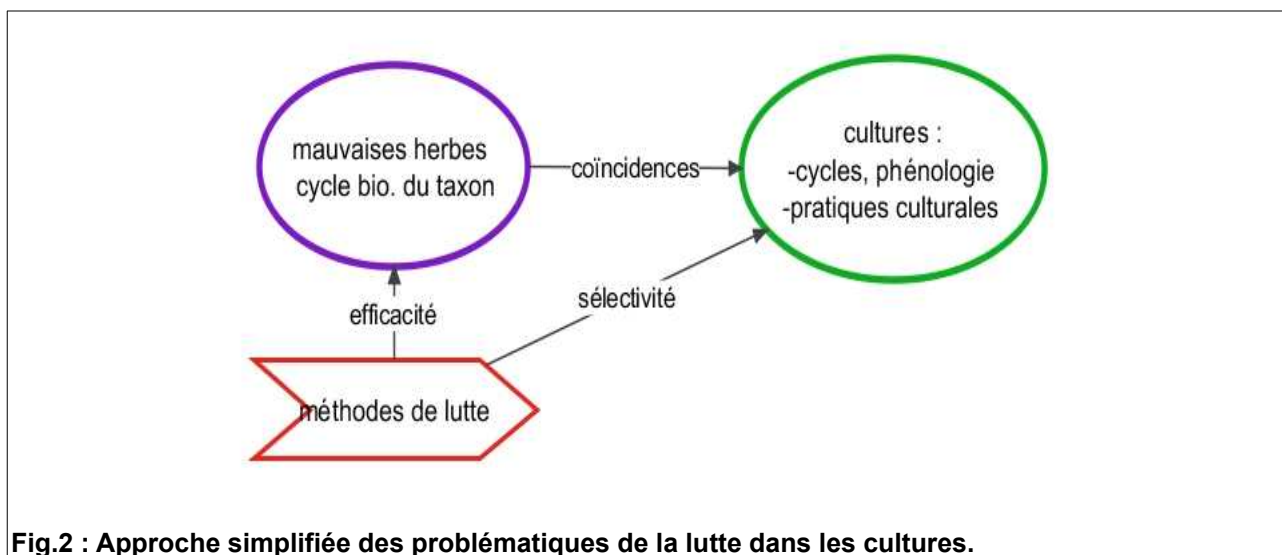 mauvaises herbes
cycle bio. du taxon
coïncidences
cultures :
-cycles, phénologie
-pratiques culturales
efficacité
sélectivité
méthodes de lutte
Fig.2 : Approche simplifiée des problématiques de la lutte dans les cultures.